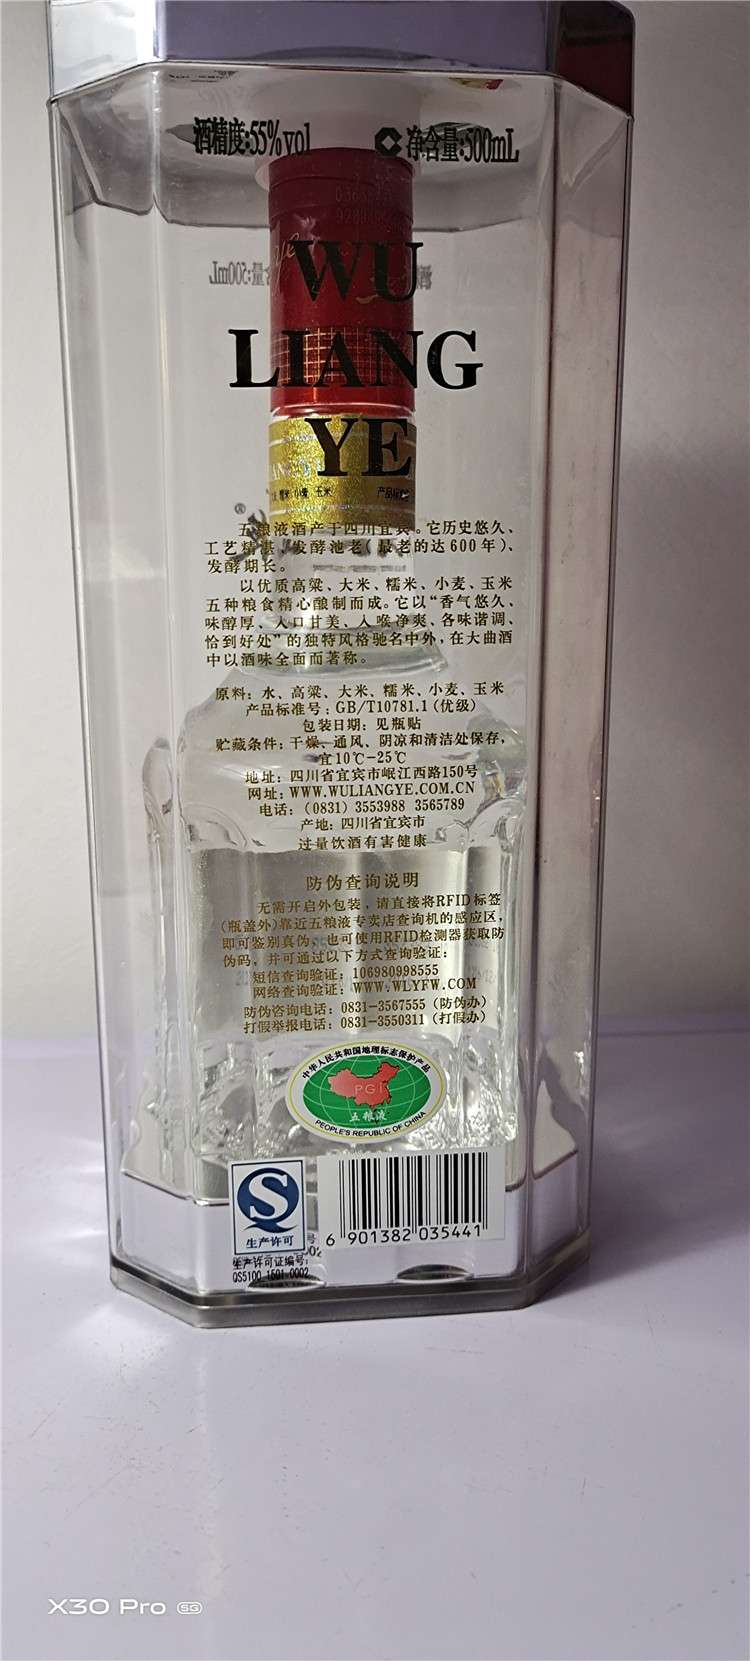 酒精度:55%vol 净含量:500mL
WU
LIANG
YE
糯米 小麦 玉米
五粮液酒产于四川宜宾。它历史悠久、
工艺精湛，发酵池老（最老的达600年）、
发酵期长。
以优质高粱、大米、糯米、小麦、玉米
五种粮食精心酿制而成。它以“香气悠久、
味醇厚、入口甘美、入喉净爽、各味谐调、
恰到好处”的独特风格驰名中外，在大曲酒
中以酒味全面而著称。
原料：水、高粱、大米、糯米、小麦、玉米
产品标准号：GB/T10781.1（优级）
包装日期：见瓶贴
贮藏条件：干燥、通风、阴凉和清洁处保存，
宜10℃-25℃
地址：四川省宜宾市岷江西路150号
网址：WWW.WULIANGYE.COM.CN
电话：（0831）3553988 3565789
产地：四川省宜宾市
过量饮酒有害健康
防伪查询说明
无需开启外包装，请直接将RFID标签
（瓶盖外）靠近五粮液专卖店查询机的感应区，
即可鉴别真伪。也可使用RFID检测器获取防
伪码，并可通过以下方式查询验证：
短信查询验证：106980998555
网络查询验证：WWW.WLYFW.COM
防伪咨询电话：0831-3567555（防伪办）
打假举报电话：0831-3550311（打假办）
中华人民共和国地理标志保护产品
PGI
五粮液
PEOPLE'S REPUBLIC OF CHINA
S
生产许可
生产许可证编号:
QS5100 1501 0002
6 901382 035441
X30 Pro 5G